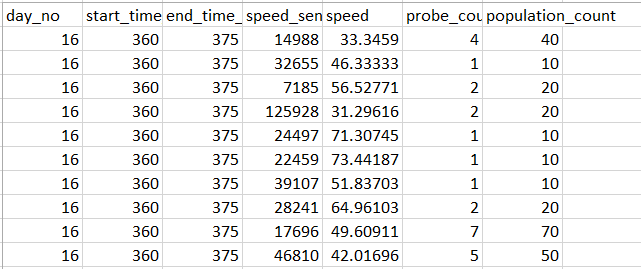 day_no start_time end_time_ speed_sen speed probe_cou population_count
16 360 375 14988 33.3459 4 40
16 360 375 32655 46.33333 1 10
16 360 375 7185 56.52771 2 20
16 360 375 125928 31.29616 2 20
16 360 375 24497 71.30745 1 10
16 360 375 22459 73.44187 1 10
16 360 375 39107 51.83703 1 10
16 360 375 28241 64.96103 2 20
16 360 375 17696 49.60911 7 70
16 360 375 46810 42.01696 5 50